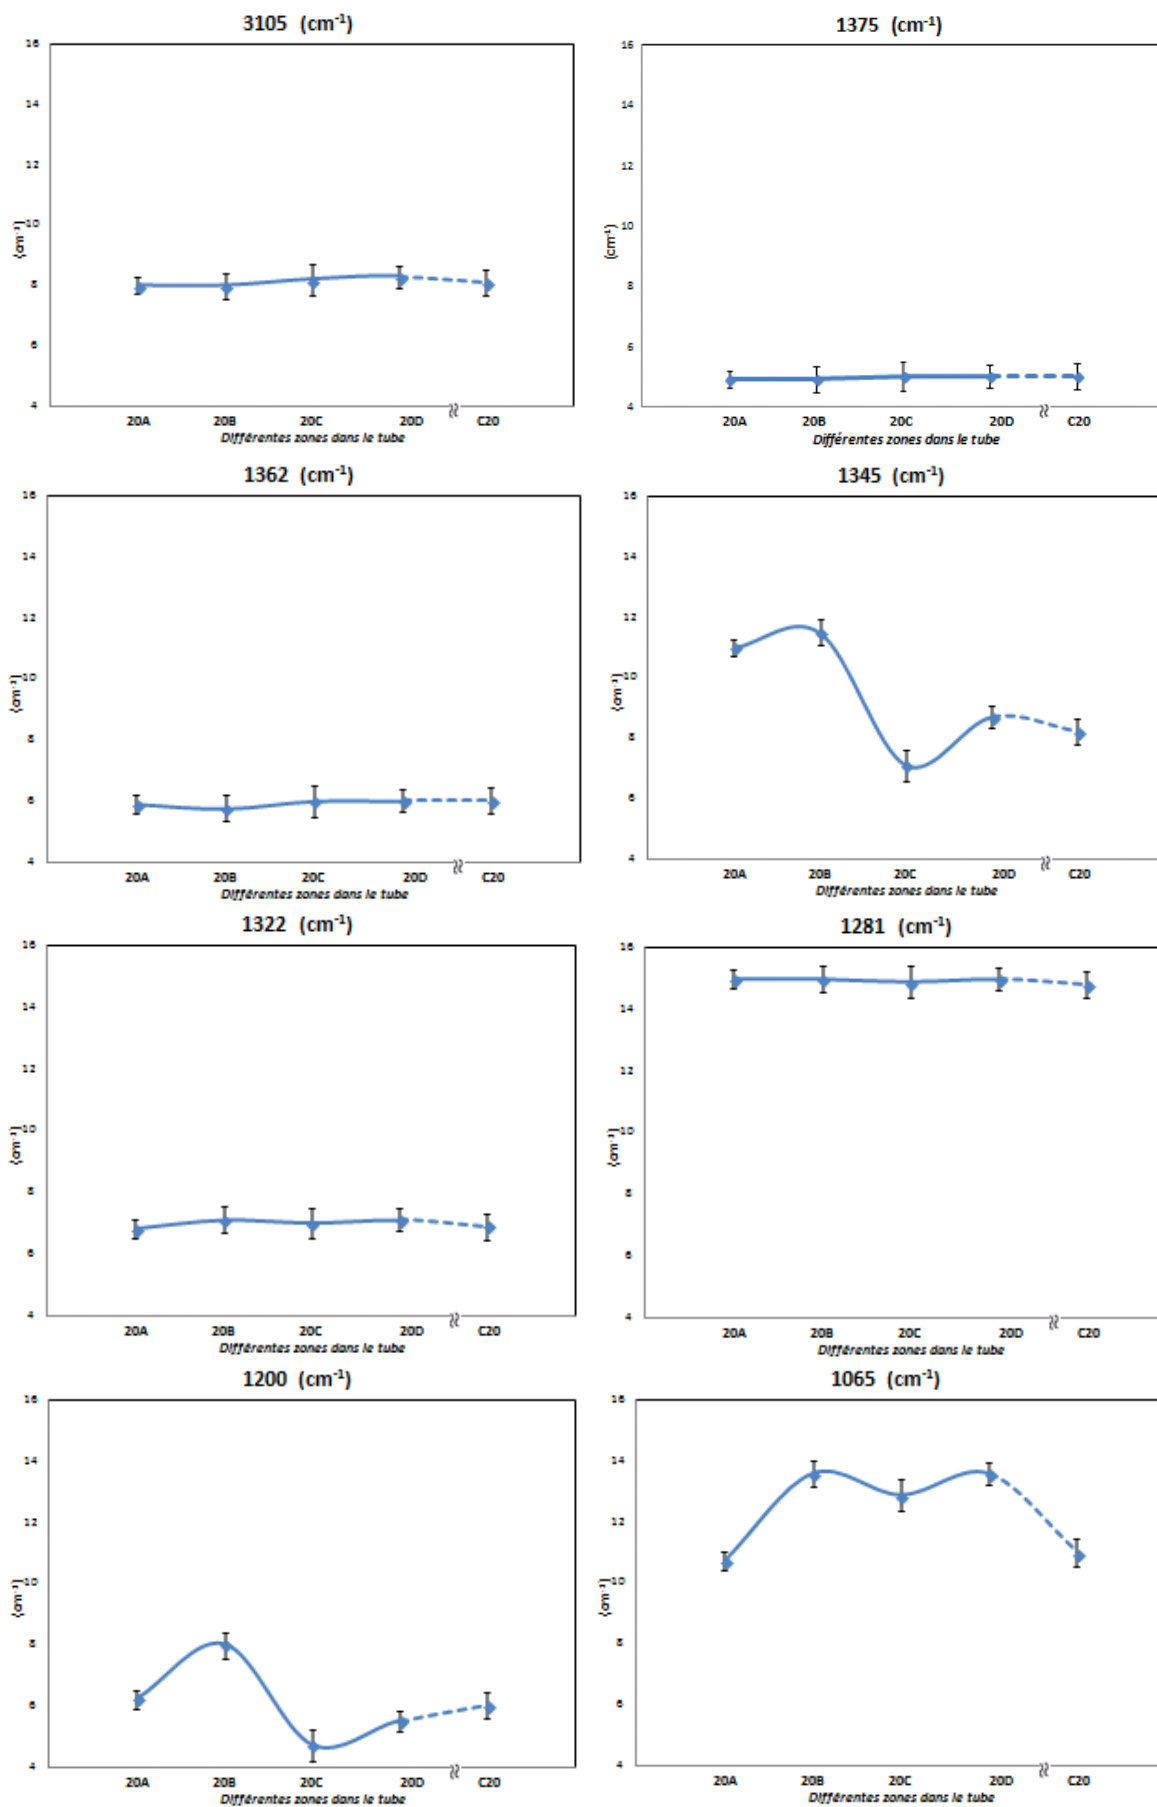 3105 (cm⁻¹)
16
14
12
10
8
6
4
(cm⁻¹)
20A 20B 20C 20D C20
Différentes zones dans le tube
1375 (cm⁻¹)
16
14
12
10
8
6
4
(cm⁻¹)
20A 20B 20C 20D C20
Différentes zones dans le tube
1362 (cm⁻¹)
16
14
12
10
8
6
4
(cm⁻¹)
20A 20B 20C 20D C20
Différentes zones dans le tube
1345 (cm⁻¹)
16
14
12
10
8
6
4
(cm⁻¹)
20A 20B 20C 20D C20
Différentes zones dans le tube
1322 (cm⁻¹)
16
14
12
10
8
6
4
(cm⁻¹)
20A 20B 20C 20D C20
Différentes zones dans le tube
1281 (cm⁻¹)
16
14
12
10
8
6
4
(cm⁻¹)
20A 20B 20C 20D C20
Différentes zones dans le tube
1200 (cm⁻¹)
16
14
12
10
8
6
4
(cm⁻¹)
20A 20B 20C 20D C20
Différentes zones dans le tube
1065 (cm⁻¹)
16
14
12
10
8
6
4
(cm⁻¹)
20A 20B 20C 20D C20
Différentes zones dans le tube